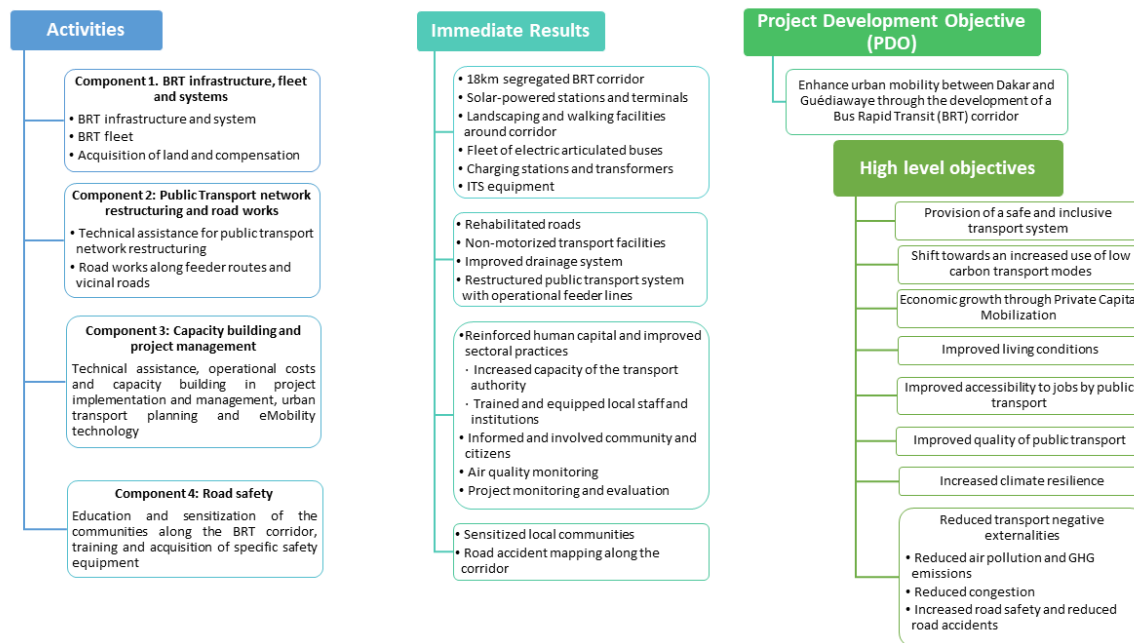 Activities
Component 1. BRT infrastructure, fleet
and systems
• BRT infrastructure and system
• BRT fleet
• Acquisition of land and compensation
Component 2: Public Transport network
restructuring and road works
• Technical assistance for public transport
network restructuring
• Road works along feeder routes and
vicinal roads
Component 3: Capacity building and
project management
Technical assistance, operational costs
and capacity building in project
implementation and management, urban
transport planning and eMobility
technology
Component 4: Road safety
Education and sensitization of the
communities along the BRT corridor,
training and acquisition of specific safety
equipment
Immediate Results
• 18km segregated BRT corridor
• Solar-powered stations and terminals
• Landscaping and walking facilities
around corridor
• Fleet of electric articulated buses
• Charging stations and transformers
• ITS equipment
• Rehabilitated roads
• Non-motorized transport facilities
• Improved drainage system
• Restructured public transport system
with operational feeder lines
• Reinforced human capital and improved
sectoral practices
· Increased capacity of the transport
authority
· Trained and equipped local staff and
institutions
• Informed and involved community and
citizens
• Air quality monitoring
• Project monitoring and evaluation
• Sensitized local communities
• Road accident mapping along the
corridor
Project Development Objective
(PDO)
Enhance urban mobility between Dakar and
Guédiawaye through the development of a
Bus Rapid Transit (BRT) corridor
High level objectives
Provision of a safe and inclusive
transport system
Shift towards an increased use of low
carbon transport modes
Economic growth through Private Capital
Mobilization
Improved living conditions
Improved accessibility to jobs by public
transport
Improved quality of public transport
Increased climate resilience
Reduced transport negative
externalities
• Reduced air pollution and GHG
emissions
• Reduced congestion
• Increased road safety and reduced
road accidents